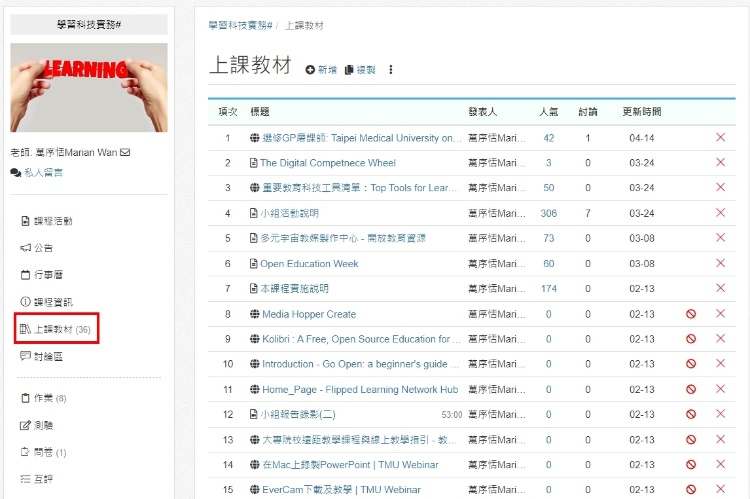 學習科技實務#
LEARNING
老師: 萬序恬Marian Wan
私人留言
課程活動
公告
行事曆
課程資訊
上課教材 (36)
討論區
作業 (8)
測驗
問卷 (1)
互評
學習科技實務# / 上課教材
上課教材 新增 複製
項次 標題 發表人 人氣 討論 更新時間
1 選修GP磨課師: Taipei Medical University on... 萬序恬Mari... 42 1 04-14
2 The Digital Competnece Wheel 萬序恬Mari... 3 0 03-24
3 重要教育科技工具清單：Top Tools for Lear... 萬序恬Mari... 50 0 03-24
4 小組活動說明 萬序恬Mari... 306 7 03-24
5 多元宇宙教媒製作中心 - 開放教育資源 萬序恬Mari... 73 0 03-08
6 Open Education Week 萬序恬Mari... 60 0 03-08
7 本課程實施說明 萬序恬Mari... 174 0 02-13
8 Media Hopper Create 萬序恬Mari... 0 0 02-13
9 Kolibri : A Free, Open Source Education for ... 萬序恬Mari... 0 0 02-13
10 Introduction - Go Open: a beginner's guide ... 萬序恬Mari... 0 0 02-13
11 Home_Page - Flipped Learning Network Hub 萬序恬Mari... 0 0 02-13
12 小組報告錄影(二) 53:00 萬序恬Mari... 0 0 02-13
13 大專院校遠距教學課程與線上教學指引 - 教... 萬序恬Mari... 0 0 02-13
14 在Mac上錄製PowerPoint | TMU Webinar 萬序恬Mari... 0 0 02-13
15 EverCam下載及教學 | TMU Webinar 萬序恬Mari... 0 0 02-13